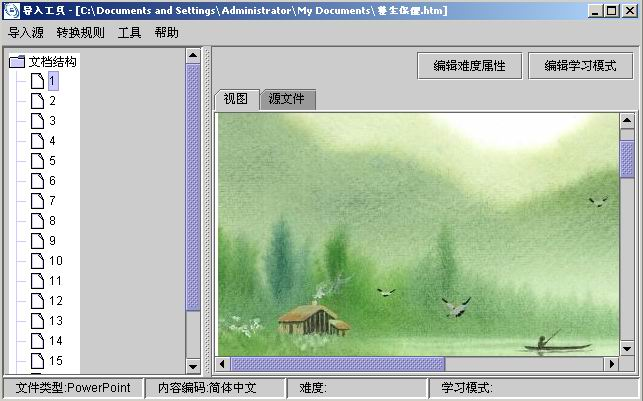 导入工具 - [C:\Documents and Settings\Administrator\My Documents\养生保健.htm]
导入源 转换规则 工具 帮助
文档结构
1
2
3
4
5
6
7
8
9
10
11
12
13
14
15
编辑难度属性 编辑学习模式
视图 源文件
文件类型:PowerPoint 内容编码:简体中文 难度: 学习模式: